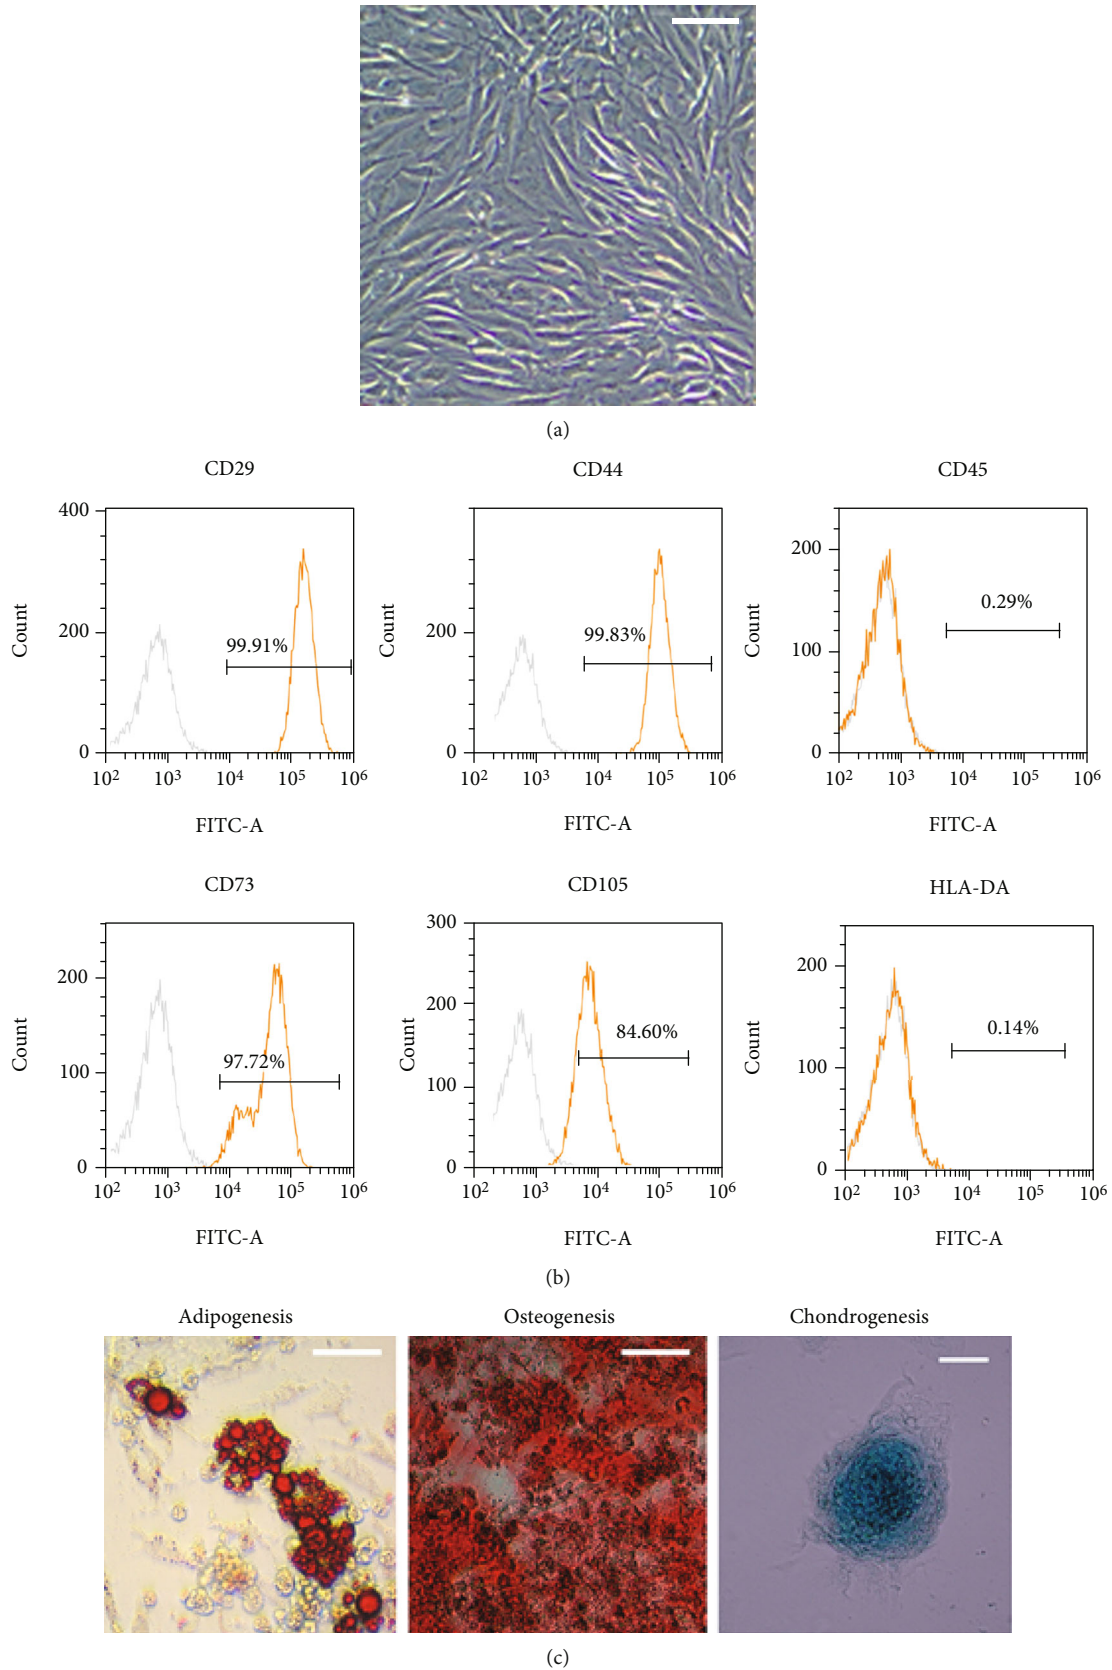 (a)
CD29
CD44
CD45
400
200
0
Count
99.91%
10² 10³ 10⁴ 10⁵ 10⁶
FITC-A
200
0
Count
99.83%
10² 10³ 10⁴ 10⁵ 10⁶
FITC-A
200
100
0
Count
0.29%
10² 10³ 10⁴ 10⁵ 10⁶
FITC-A
CD73
CD105
HLA-DA
200
100
0
Count
97.72%
10² 10³ 10⁴ 10⁵ 10⁶
FITC-A
300
200
100
0
Count
84.60%
10² 10³ 10⁴ 10⁵ 10⁶
FITC-A
200
100
0
Count
0.14%
10² 10³ 10⁴ 10⁵ 10⁶
FITC-A
(b)
Adipogenesis
Osteogenesis
Chondrogenesis
(c)